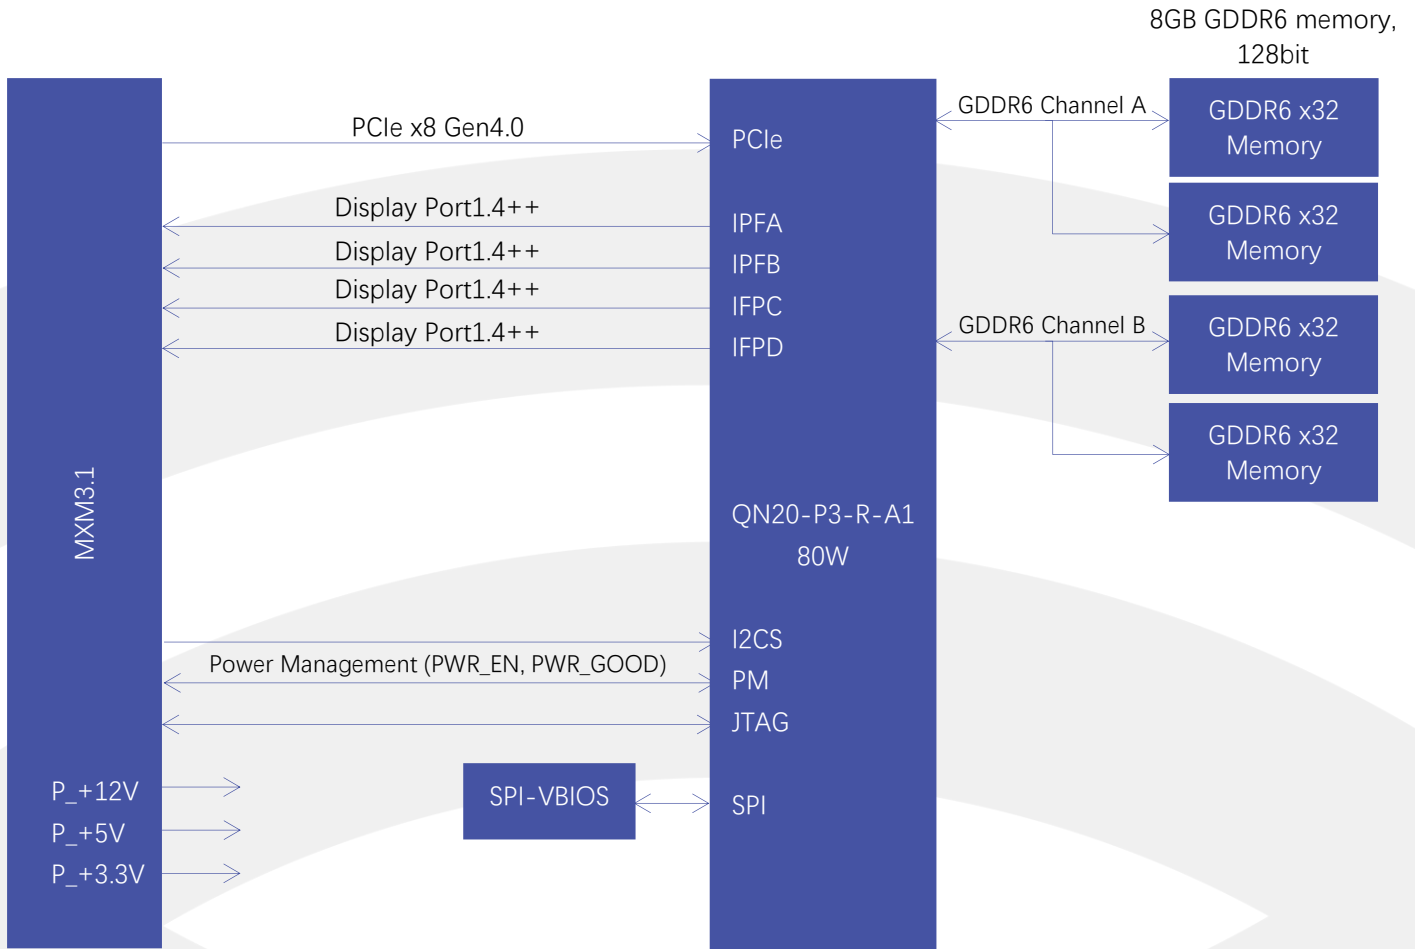 8GB GDDR6 memory,
128bit
PCIe x8 Gen4.0
PCIe
GDDR6 Channel A
GDDR6 x32
Memory
Display Port1.4++
IPFA
GDDR6 x32
Memory
Display Port1.4++
IPFB
Display Port1.4++
IFPC
Display Port1.4++
IFPD
GDDR6 Channel B
GDDR6 x32
Memory
GDDR6 x32
Memory
MXM3.1
QN20-P3-R-A1
80W
I2CS
Power Management (PWR_EN, PWR_GOOD)
PM
JTAG
P_+12V
P_+5V
P_+3.3V
SPI-VBIOS
SPI